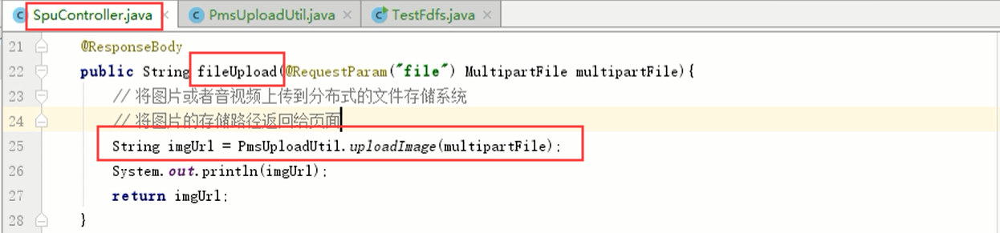 SpuController.java PmsUploadUtil.java TestFdfs.java
21 @ResponseBody
22 public String fileUpload(@RequestParam("file") MultipartFile multipartFile){
23 // 将图片或者音视频上传到分布式的文件存储系统
24 // 将图片的存储路径返回给页面
25 String imgUrl = PmsUploadUtil.uploadImage(multipartFile);
26 System.out.println(imgUrl);
27 return imgUrl;
28 }